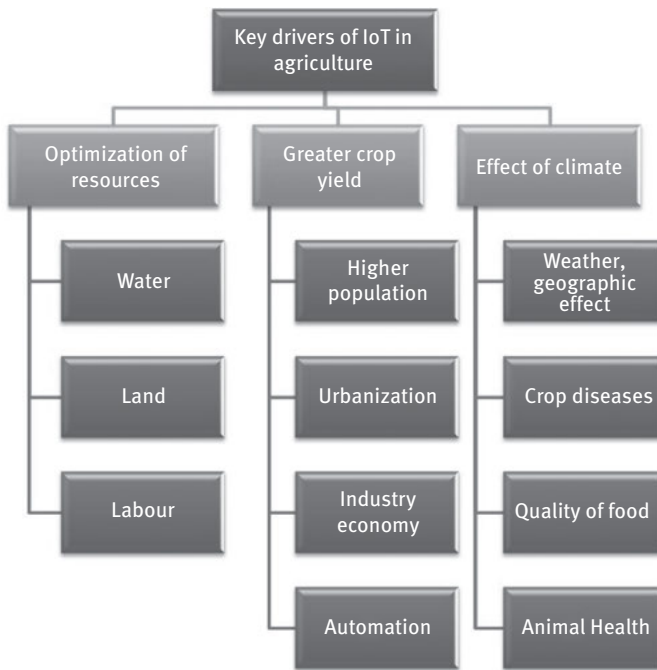 Key drivers of IoT in
agriculture
Optimization of
resources
Water
Land
Labour
Greater crop
yield
Higher
population
Urbanization
Industry
economy
Automation
Effect of climate
Weather,
geographic
effect
Crop diseases
Quality of food
Animal Health